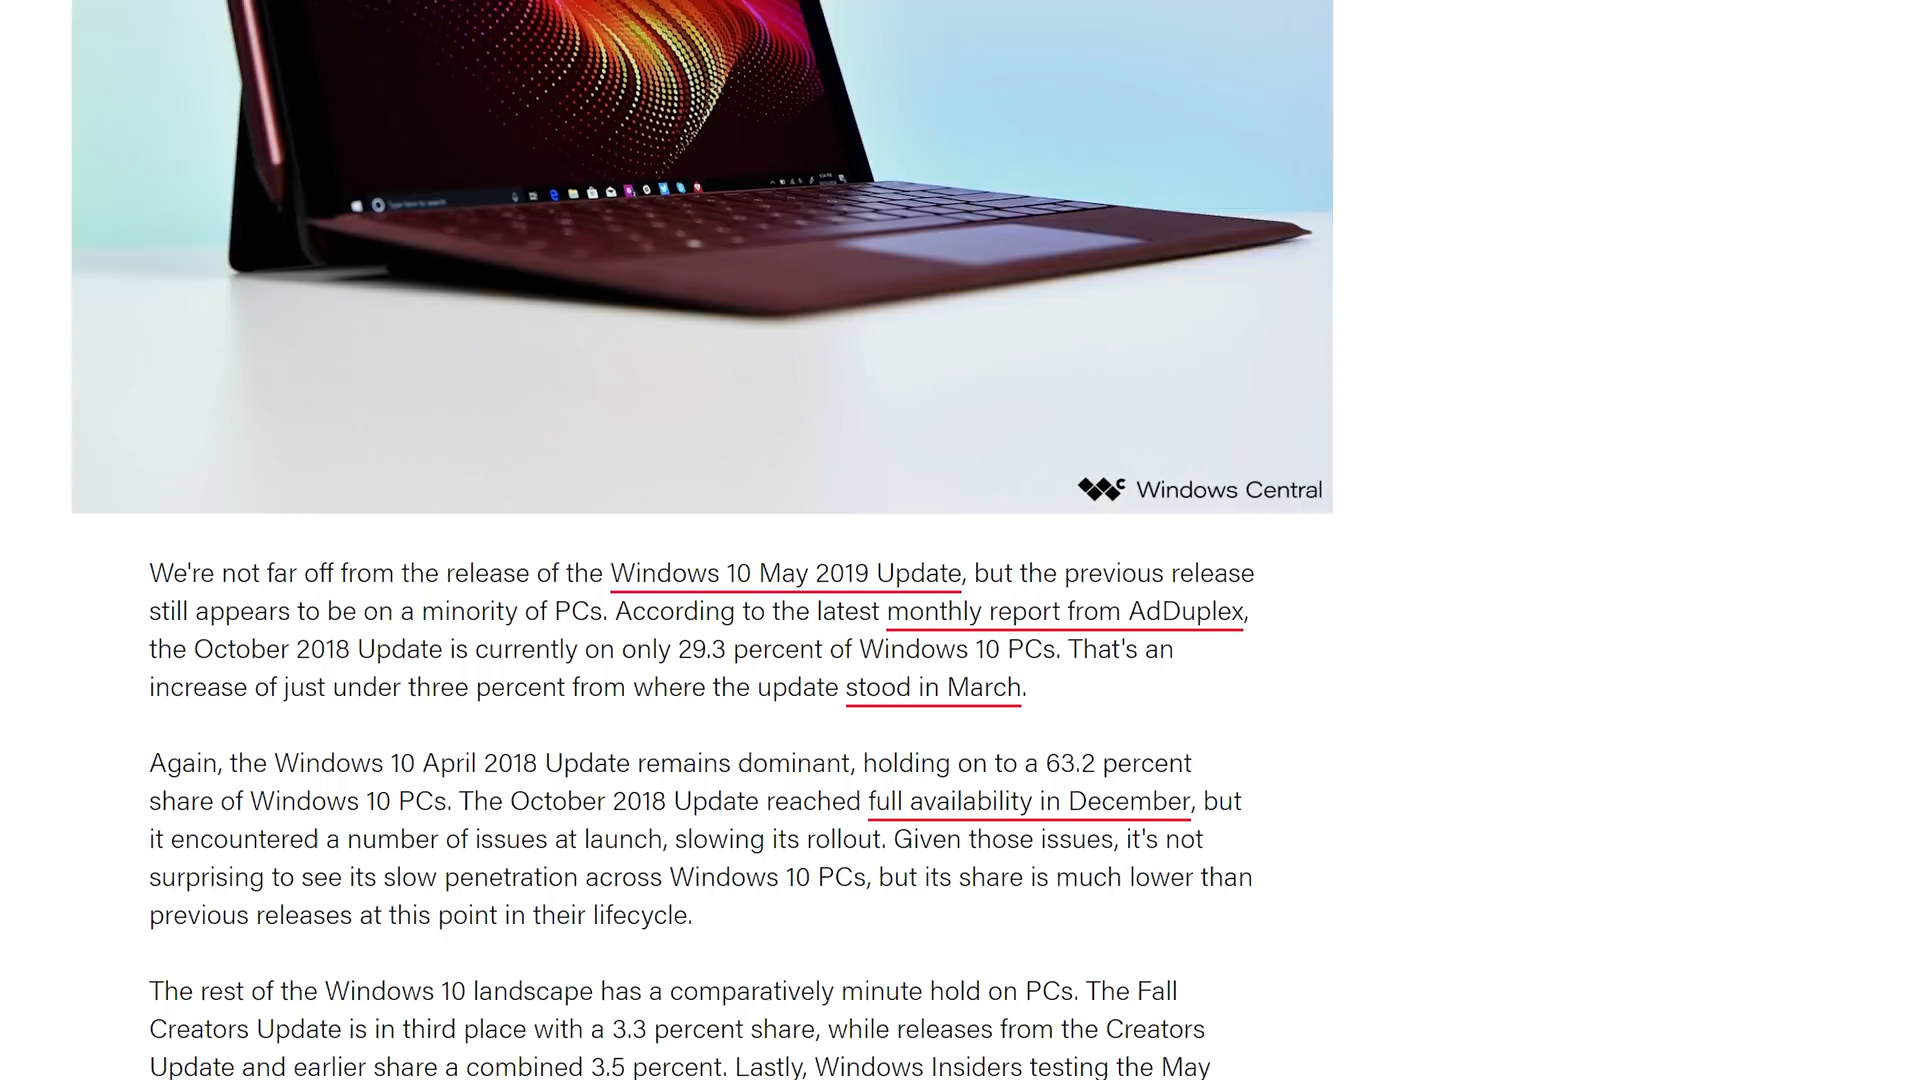 Windows Central
We're not far off from the release of the Windows 10 May 2019 Update, but the previous release
still appears to be on a minority of PCs. According to the latest monthly report from AdDuplex,
the October 2018 Update is currently on only 29.3 percent of Windows 10 PCs. That's an
increase of just under three percent from where the update stood in March.
Again, the Windows 10 April 2018 Update remains dominant, holding on to a 63.2 percent
share of Windows 10 PCs. The October 2018 Update reached full availability in December, but
it encountered a number of issues at launch, slowing its rollout. Given those issues, it's not
surprising to see its slow penetration across Windows 10 PCs, but its share is much lower than
previous releases at this point in their lifecycle.
The rest of the Windows 10 landscape has a comparatively minute hold on PCs. The Fall
Creators Update is in third place with a 3.3 percent share, while releases from the Creators
Update and earlier share a combined 3.5 percent. Lastly, Windows Insiders testing the May